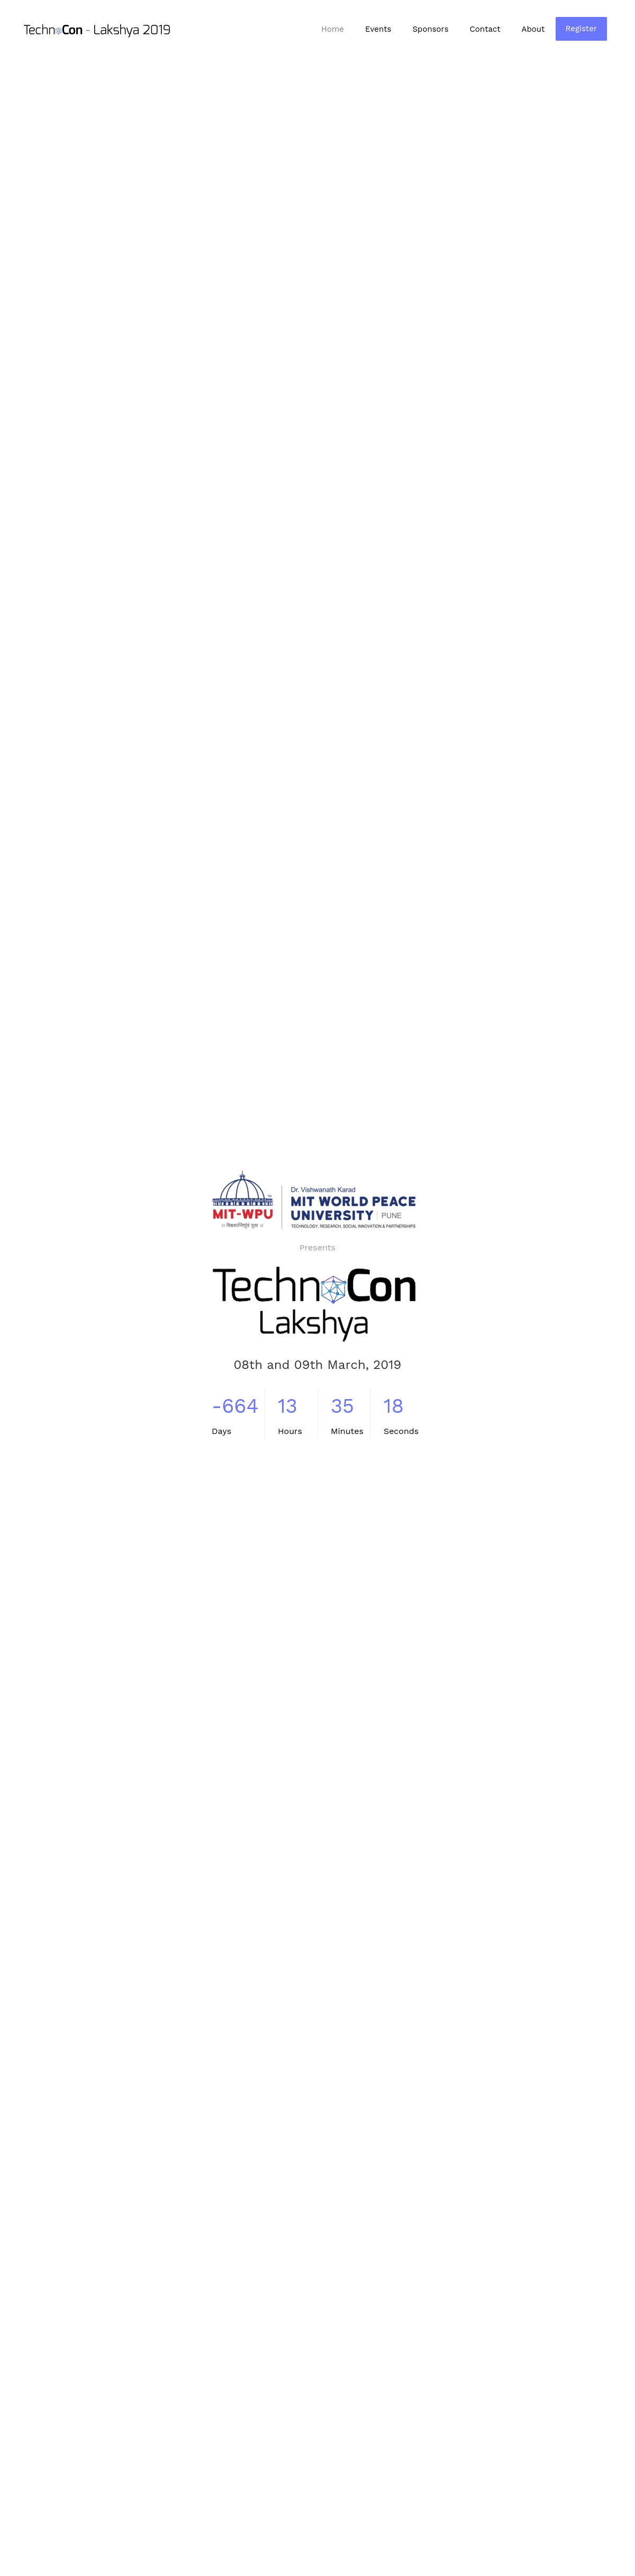 TechnoCon - Lakshya 2019
Home Events Sponsors Contact About Register
Dr. Vishwanath Karad
MIT WORLD PEACE
UNIVERSITY | PUNE
TECHNOLOGY, RESEARCH, SOCIAL INNOVATION & PARTNERSHIPS
MIT-WPU
Presents
TechnoCon
Lakshya
08th and 09th March, 2019
-664 13 35 18
Days Hours Minutes Seconds